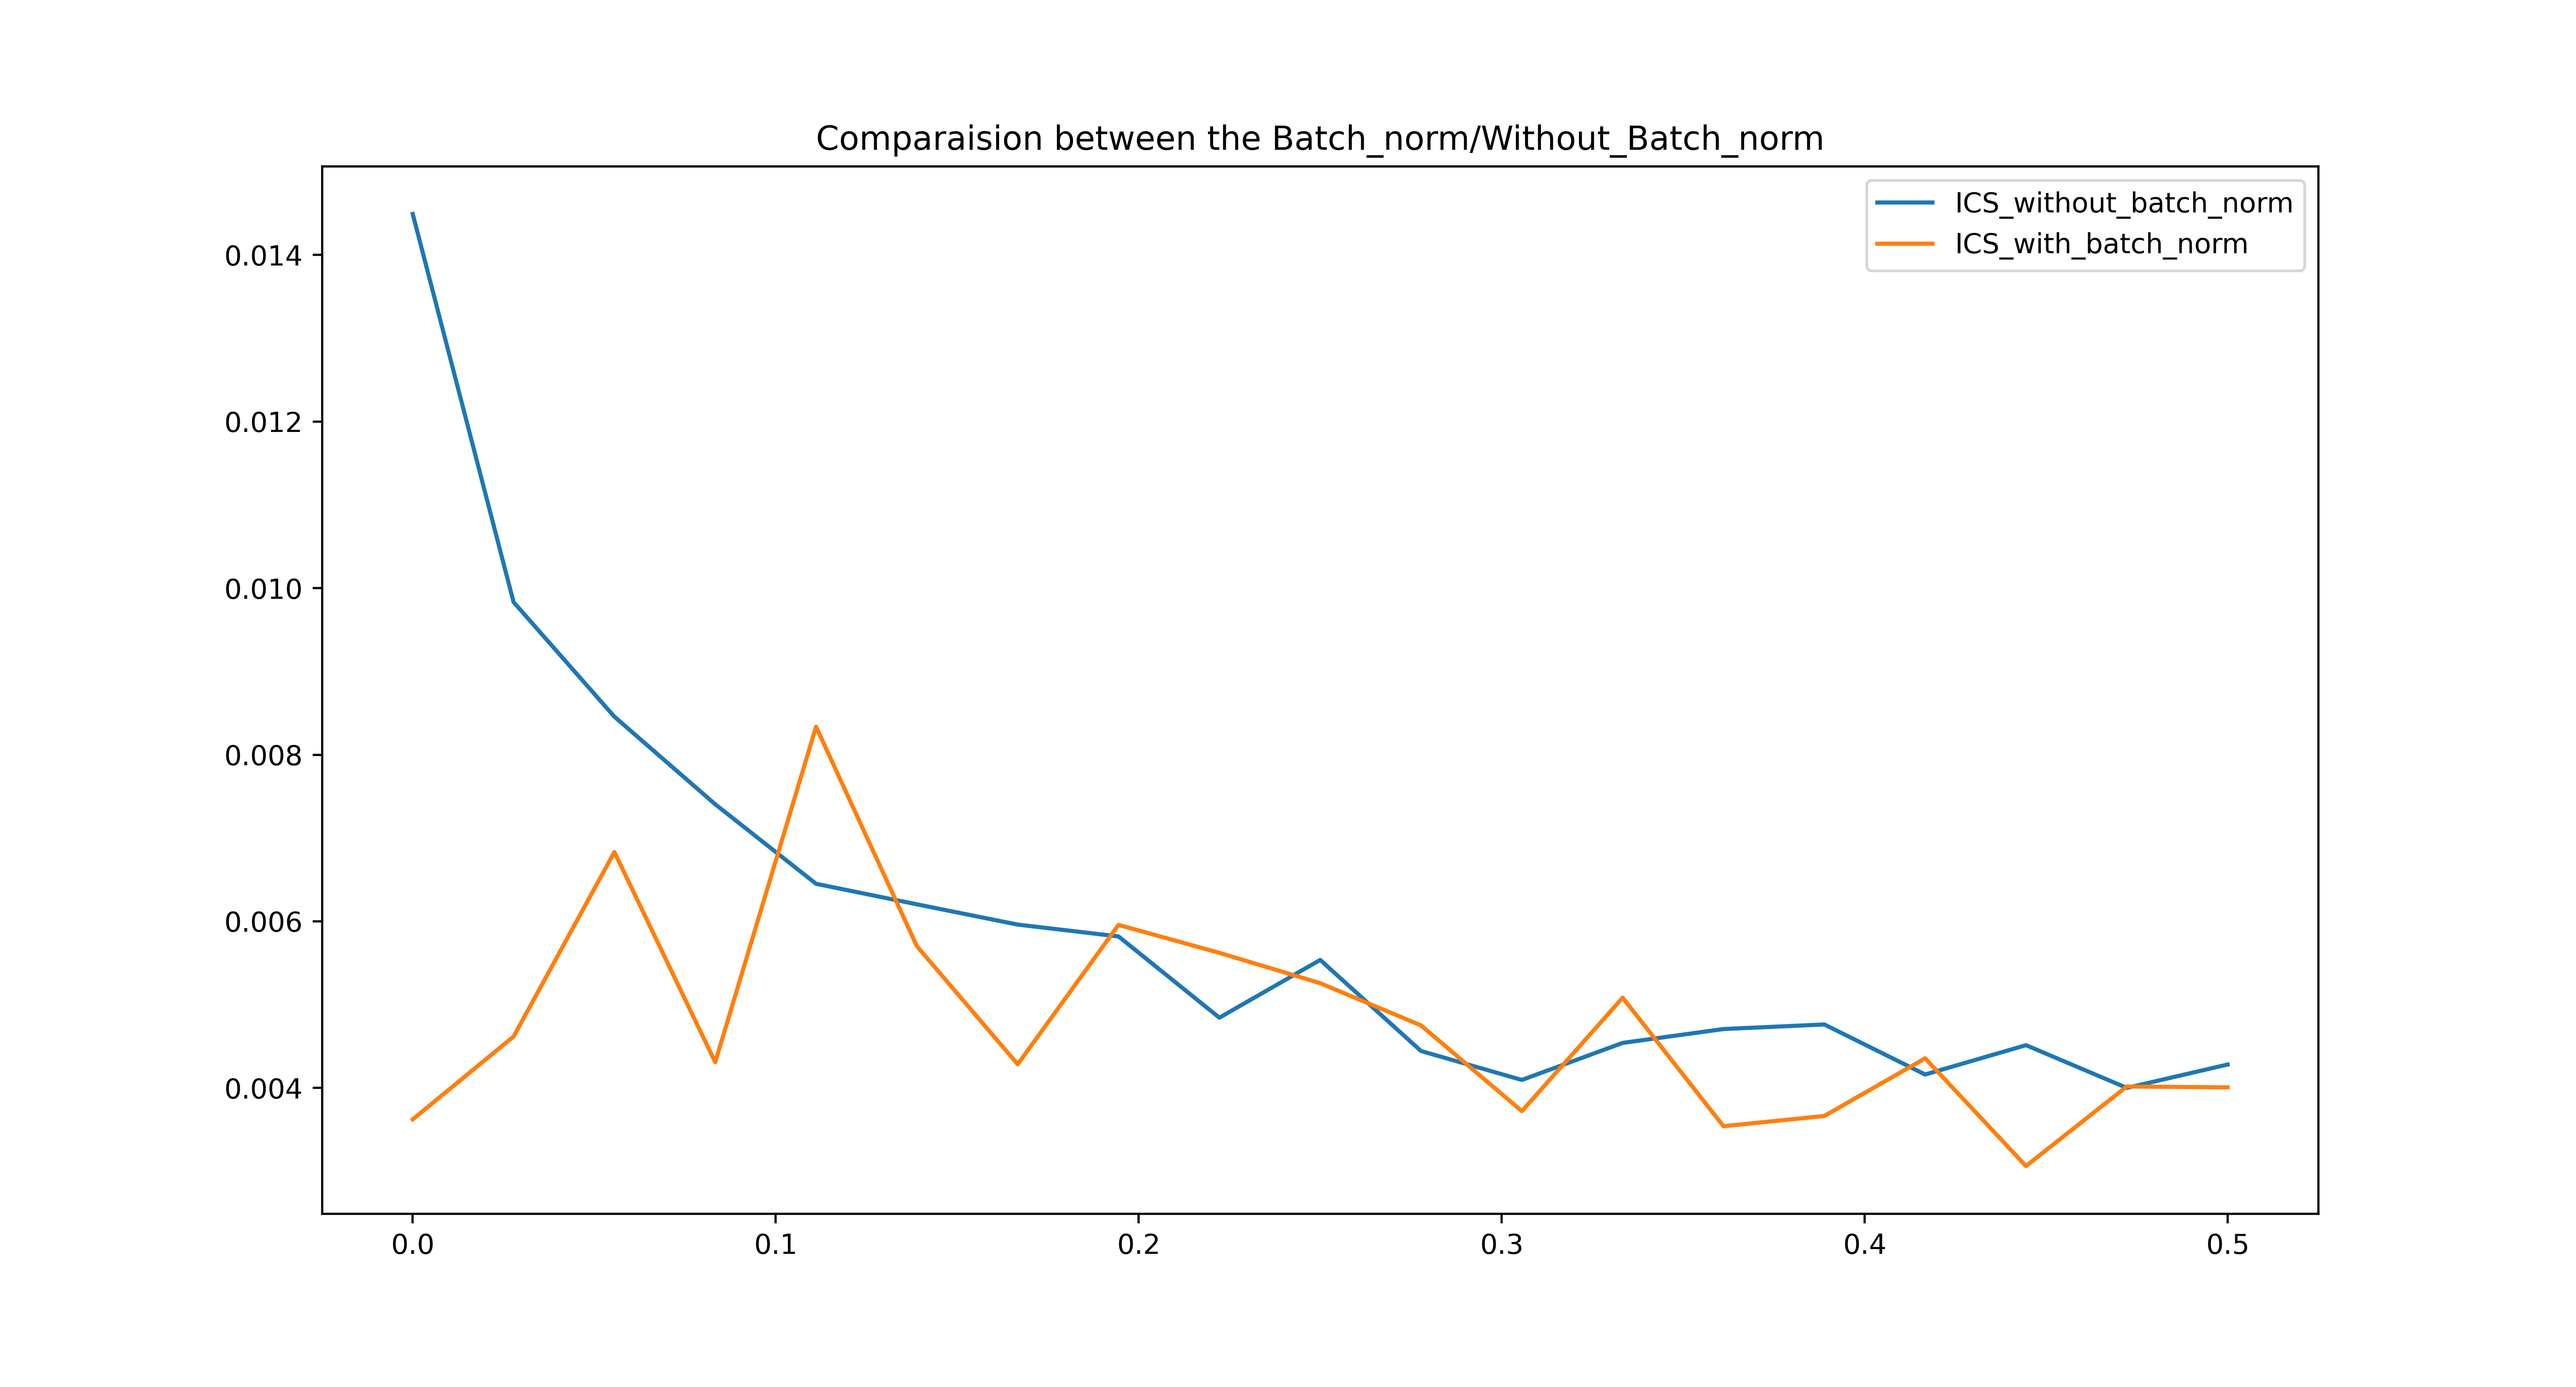 Comparaision between the Batch_norm/Without_Batch_norm
ICS_without_batch_norm
ICS_with_batch_norm
0.014
0.012
0.010
0.008
0.006
0.004
0.0 0.1 0.2 0.3 0.4 0.5